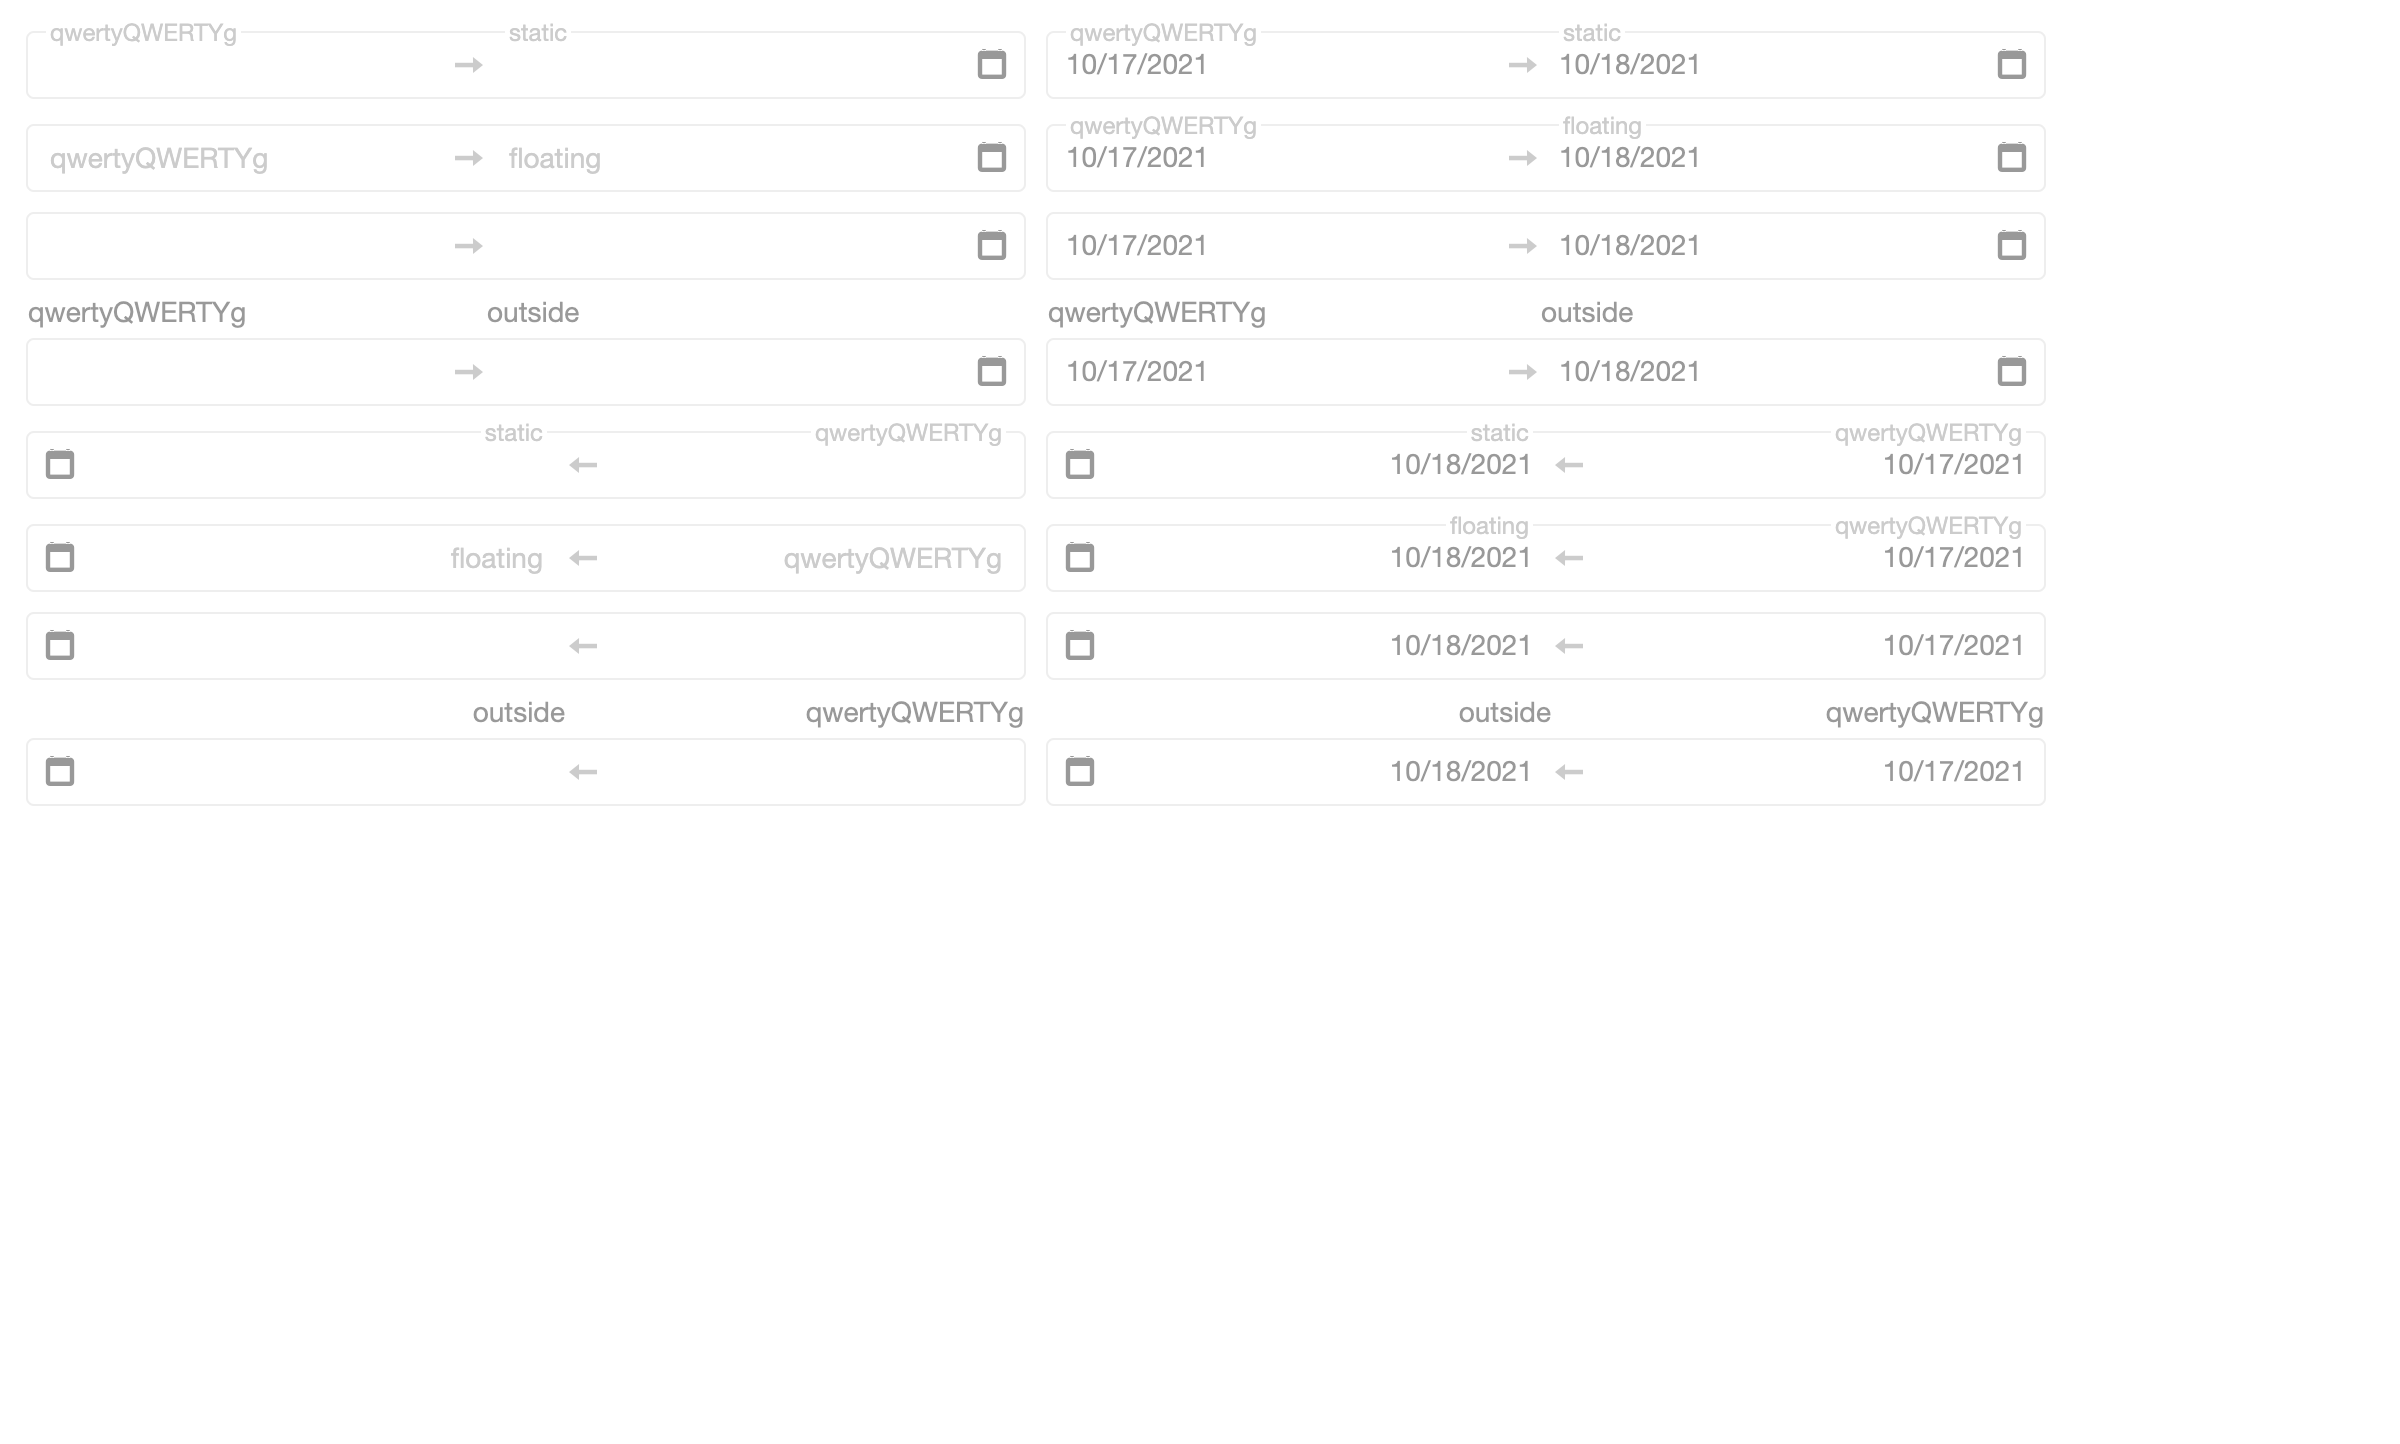 qwertyQWERTYg static qwertyQWERTYg static
10/17/2021 10/18/2021
qwertyQWERTYg floating
qwertyQWERTYg floating 10/17/2021 10/18/2021
10/17/2021 10/18/2021
qwertyQWERTYg outside qwertyQWERTYg outside
10/17/2021 10/18/2021
static qwertyQWERTYg static qwertyQWERTYg
10/18/2021 10/17/2021
floating qwertyQWERTYg
floating qwertyQWERTYg 10/18/2021 10/17/2021
10/18/2021 10/17/2021
outside qwertyQWERTYg outside qwertyQWERTYg
10/18/2021 10/17/2021